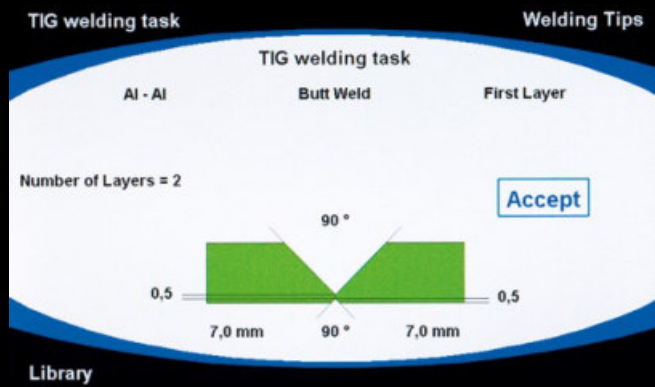 TIG welding task
Welding Tips
TIG welding task
Al - Al
Butt Weld
First Layer
Number of Layers = 2
Accept
90 °
0,5
0,5
7,0 mm
90 °
7,0 mm
Library